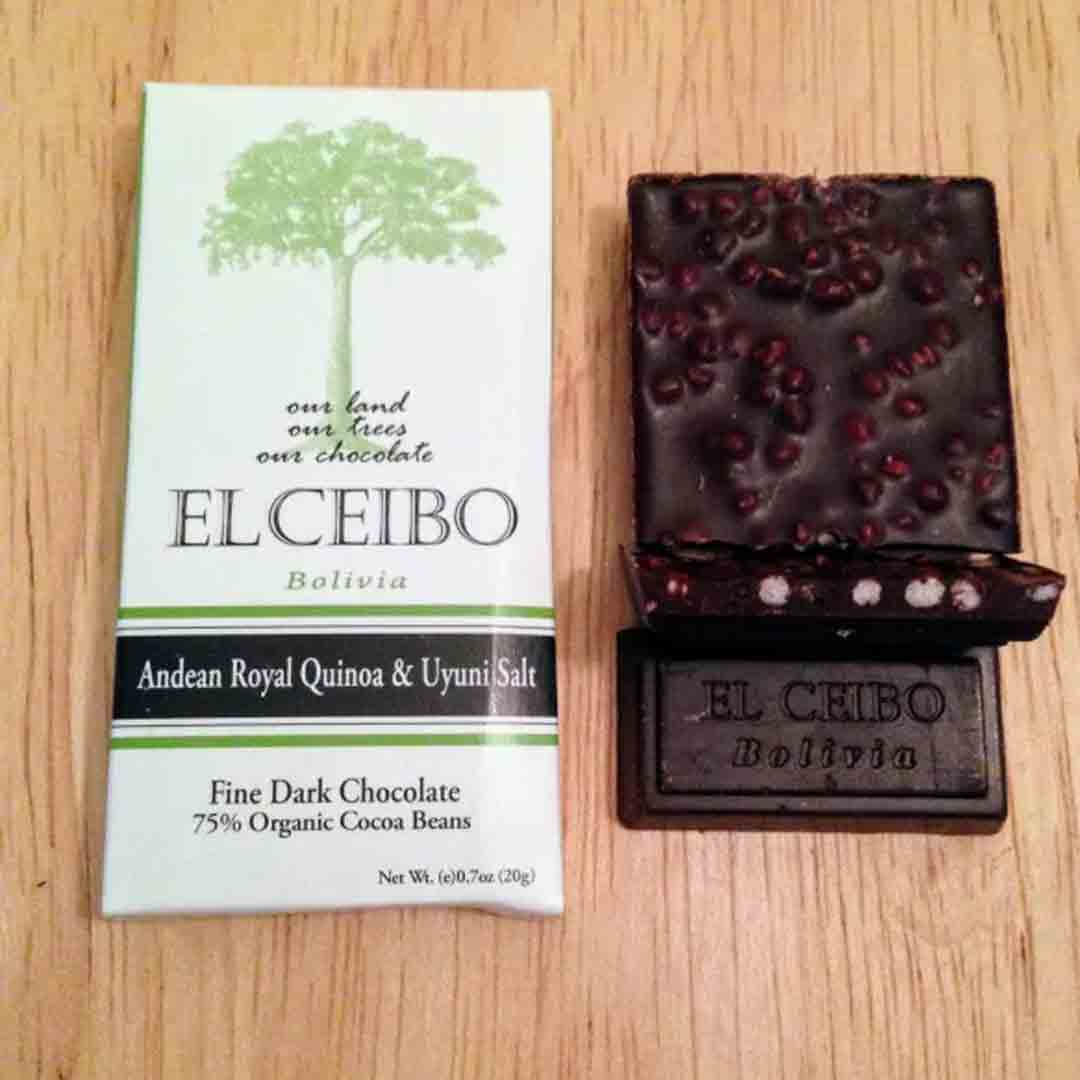 our land
our trees
our chocolate
EL CEIBO
Bolivia
Andean Royal Quinoa & Uyuni Salt
Fine Dark Chocolate
75% Organic Cocoa Beans
Net Wt. (e)0,7oz (20g)
EL CEIBO
Bolivia